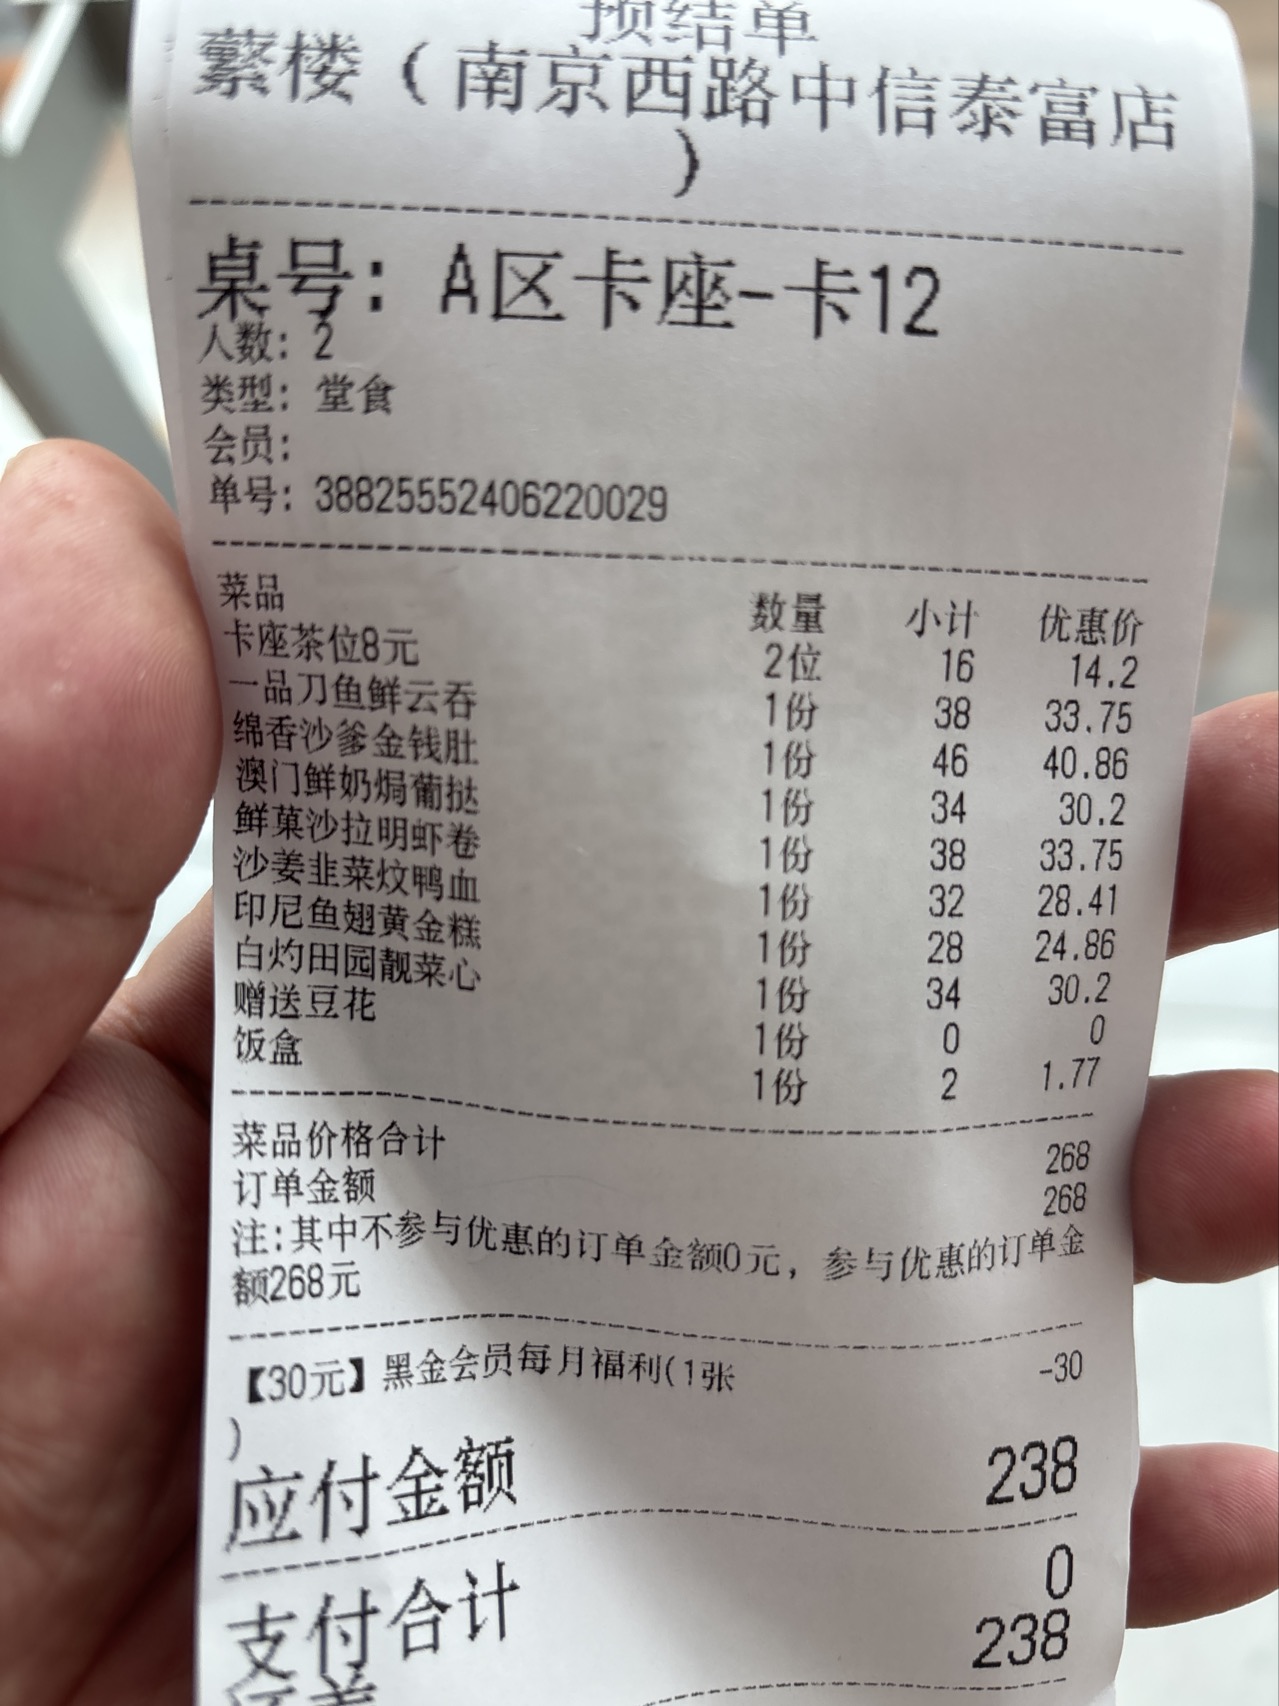 预结单
蘩楼（南京西路中信泰富店
）
桌号：A区卡座-卡12
人数：2
类型：堂食
会员：
单号：38825552406220029
菜品 数量 小计 优惠价
卡座茶位8元 2位 16 14.2
一品刀鱼鲜云吞 1份 38 33.75
绵香沙爹金钱肚 1份 46 40.86
澳门鲜奶焗葡挞 1份 34 30.2
鲜菓沙拉明虾卷 1份 38 33.75
沙姜韭菜炆鸭血 1份 32 28.41
印尼鱼翅黄金糕 1份 28 24.86
白灼田园靓菜心 1份 34 30.2
赠送豆花 1份 0 0
饭盒 1份 2 1.77
菜品价格合计 268
订单金额 268
注:其中不参与优惠的订单金额0元，参与优惠的订单金
额268元
【30元】黑金会员每月福利(1张 -30
)
应付金额 238
支付合计 0
238